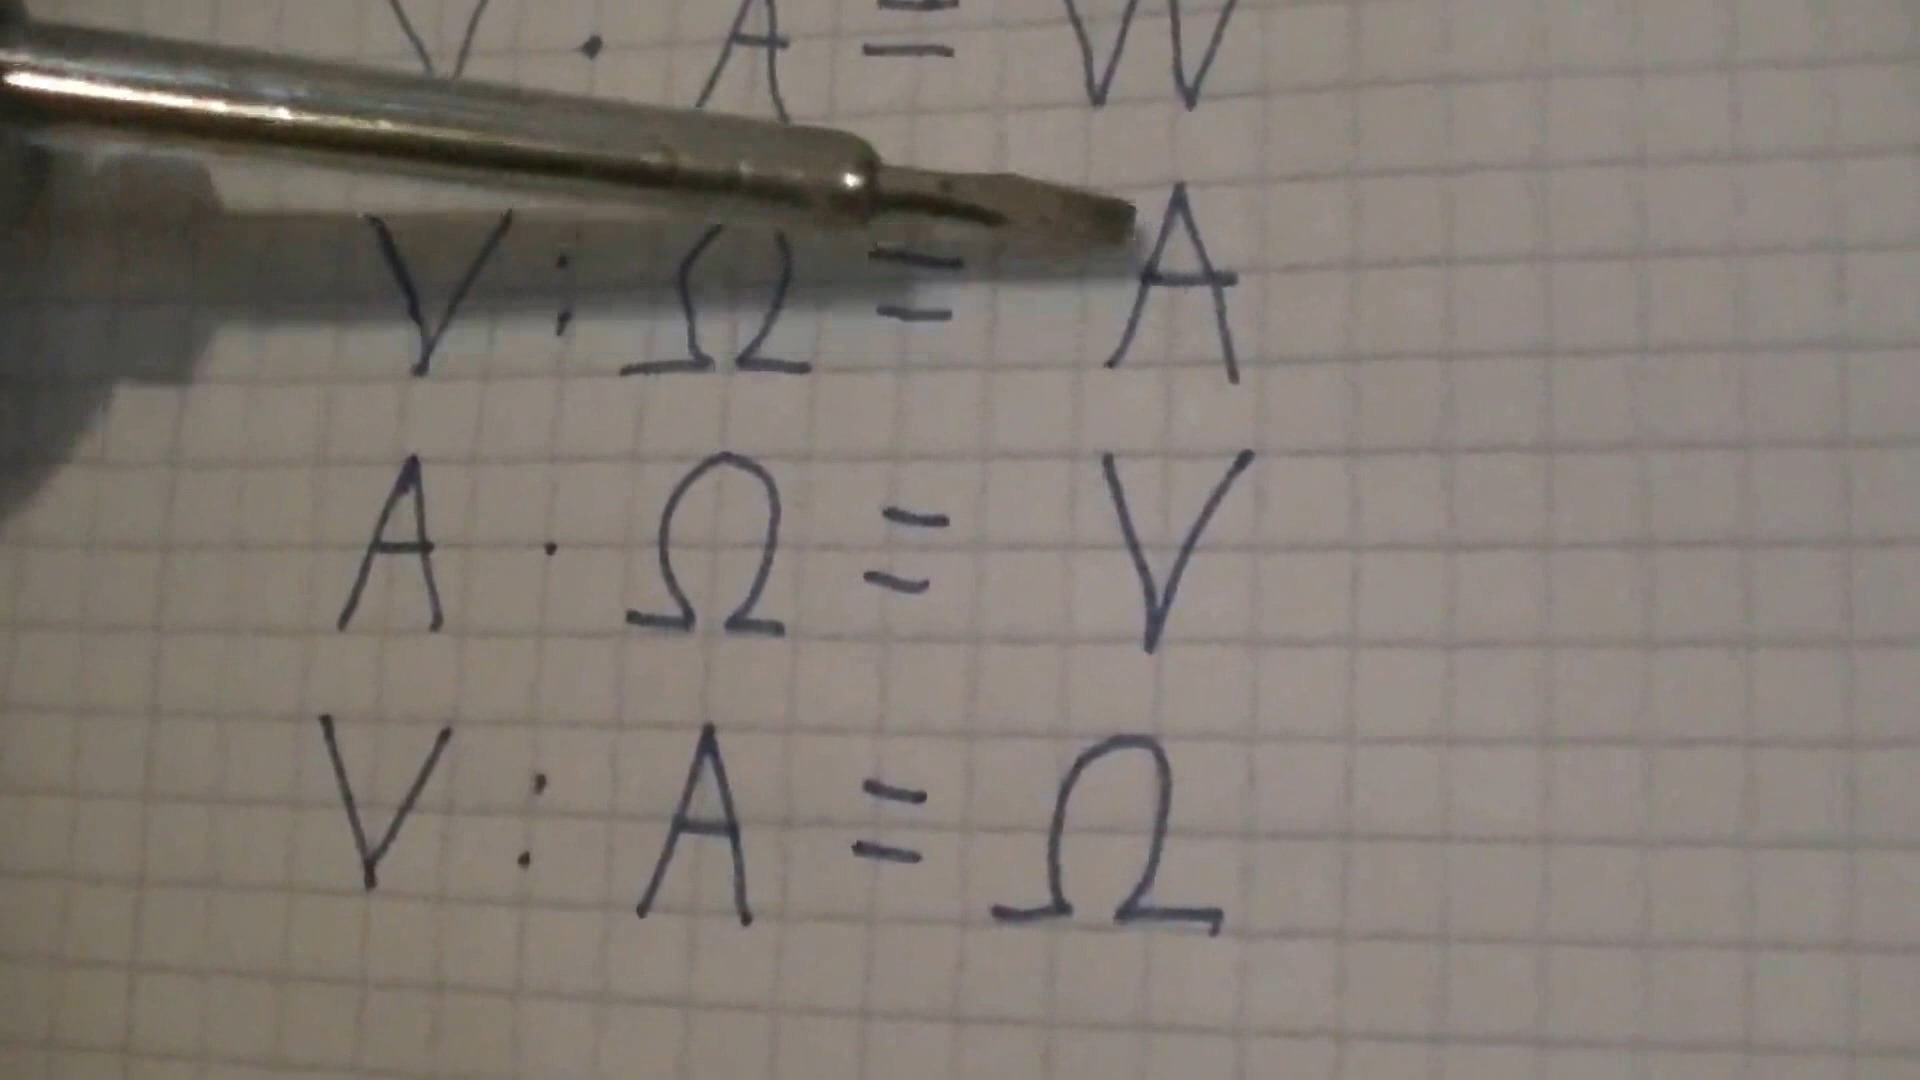 V · A = W
V : Ω = A
A · Ω = V
V : A = Ω